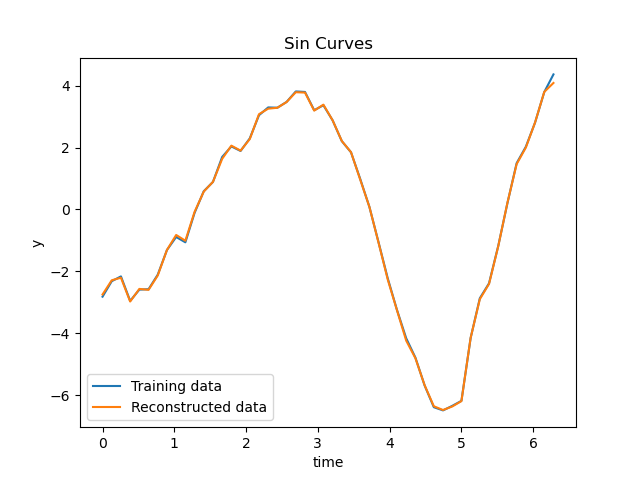 Sin Curves
y
4
2
0
−2
−4
−6
Training data
Reconstructed data
0 1 2 3 4 5 6
time